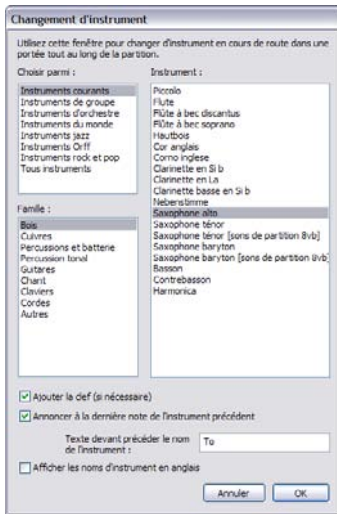 Changement d'instrument
Utilisez cette fenêtre pour changer d'instrument en cours de route dans une
portée tout au long de la partition.
Choisir parmi :
Instruments courants
Instruments de groupe
Instruments d'orchestre
Instruments du monde
Instruments jazz
Instruments Orff
Instruments rock et pop
Tous instruments
Famille :
Bois
Cuivres
Percussions et batterie
Percussion tonal
Guitares
Chant
Claviers
Cordes
Autres
Instrument :
Piccolo
Flute
Flûte à bec discantus
Flûte à bec soprano
Hautbois
Cor anglais
Corno inglese
Clarinette en Si b
Clarinette en La
Clarinette basse en Si b
Nebenstimme
Saxophone alto
Saxophone ténor
Saxophone ténor [sons de partition 8vb]
Saxophone baryton
Saxophone baryton [sons de partition 8vb]
Basson
Contrebasson
Harmonica
Ajouter la clef (si nécessaire)
Annoncer à la dernière note de l'instrument précédent
Texte devant précéder le nom
de l'instrument :
To
Afficher les noms d'instrument en anglais
Annuler
OK